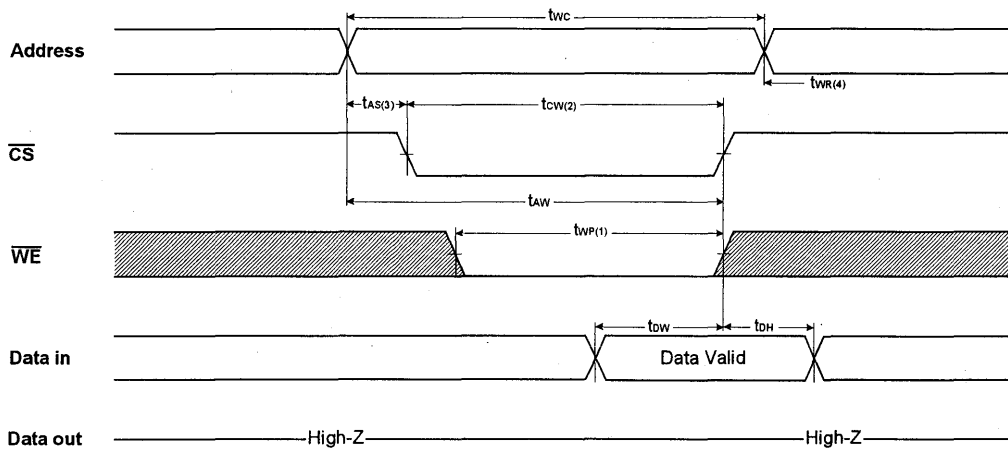 tWC
Address
tWR(4)
tAS(3)
tCW(2)
CS
tAW
tWP(1)
WE
tDW
tDH
Data in
Data Valid
Data out
High-Z
High-Z